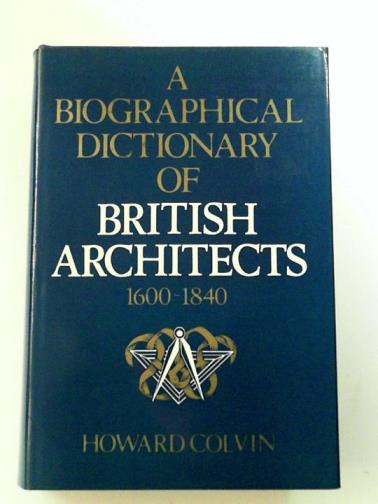 A
BIOGRAPHICAL
DICTIONARY
OF
BRITISH
ARCHITECTS
1600-1840
HOWARD COLVIN